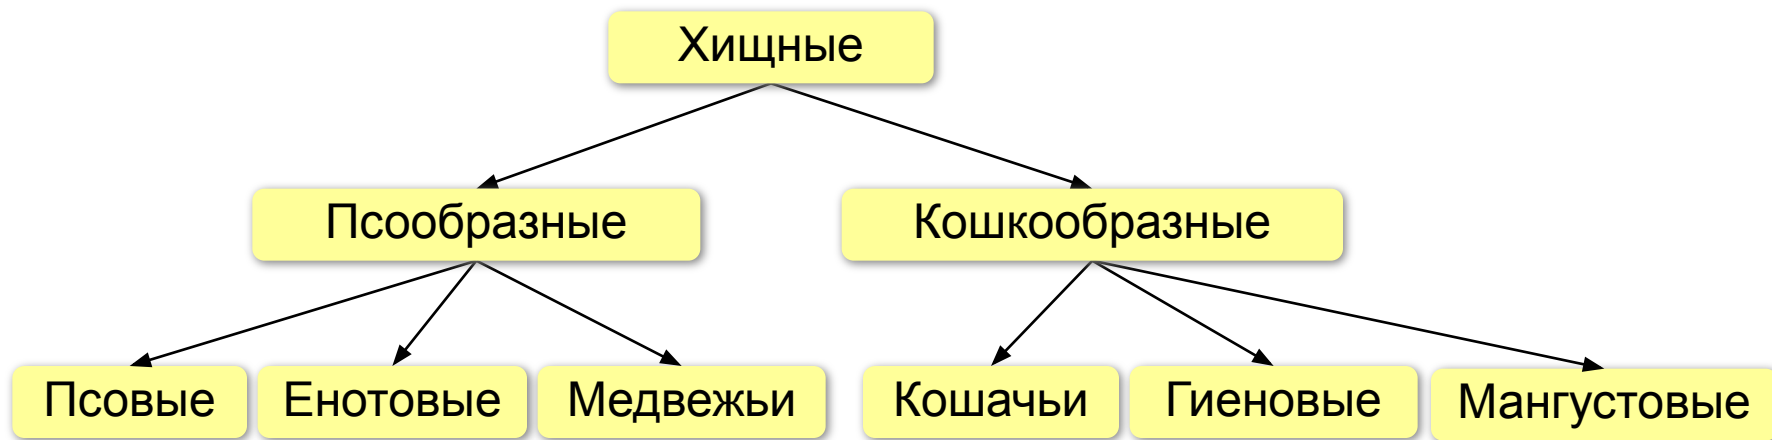 Хищные
Псообразные
Кошкообразные
Псовые
Енотовые
Медвежьи
Кошачьи
Гиеновые
Мангустовые